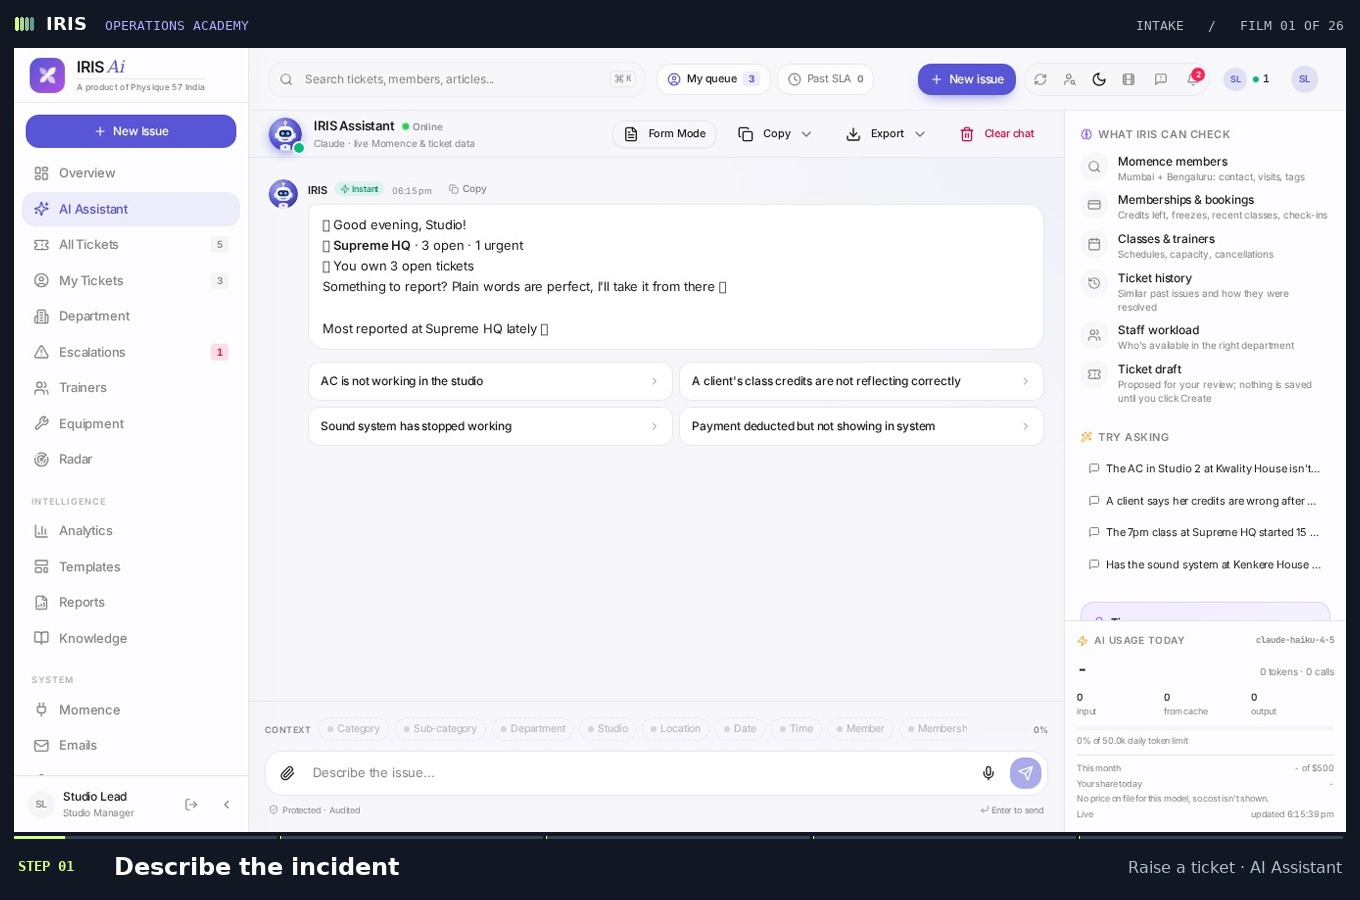 IRIS OPERATIONS ACADEMY
INTAKE / FILM 01 OF 26
IRIS Ai
A product of Physique 57 India
Search tickets, members, articles...
⌘ K
My queue 3
Past SLA 0
+ New issue
2
SL
1
SL
+ New Issue
Overview
AI Assistant
All Tickets 5
My Tickets 3
Department
Escalations 1
Trainers
Equipment
Radar
INTELLIGENCE
Analytics
Templates
Reports
Knowledge
SYSTEM
Momence
Emails
SL
Studio Lead
Studio Manager
IRIS Assistant
Online
Claude · live Momence & ticket data
Form Mode
Copy
Export
Clear chat
IRIS
Instant
06:15 pm
Copy
Good evening, Studio!
Supreme HQ · 3 open · 1 urgent
You own 3 open tickets
Something to report? Plain words are perfect, I'll take it from there
Most reported at Supreme HQ lately
AC is not working in the studio
A client's class credits are not reflecting correctly
Sound system has stopped working
Payment deducted but not showing in system
CONTEXT
Category
Sub-category
Department
Studio
Location
Date
Time
Member
Membersh
0%
Describe the issue...
Protected · Audited
Enter to send
WHAT IRIS CAN CHECK
Momence members
Mumbai + Bengaluru: contact, visits, tags
Memberships & bookings
Credits left, freezes, recent classes, check-ins
Classes & trainers
Schedules, capacity, cancellations
Ticket history
Similar past issues and how they were
resolved
Staff workload
Who's available in the right department
Ticket draft
Proposed for your review; nothing is saved
until you click Create
TRY ASKING
The AC in Studio 2 at Kwality House isn't...
A client says her credits are wrong after ...
The 7pm class at Supreme HQ started 15 ...
Has the sound system at Kenkere House ...
AI USAGE TODAY
claude-haiku-4-5
-
0 tokens · 0 calls
0 0 0
input from cache output
0% of 50.0k daily token limit
This month - of $500
Your share today -
No price on file for this model, so cost isn't shown.
Live updated 6:15:39 pm
STEP 01
Describe the incident
Raise a ticket · AI Assistant